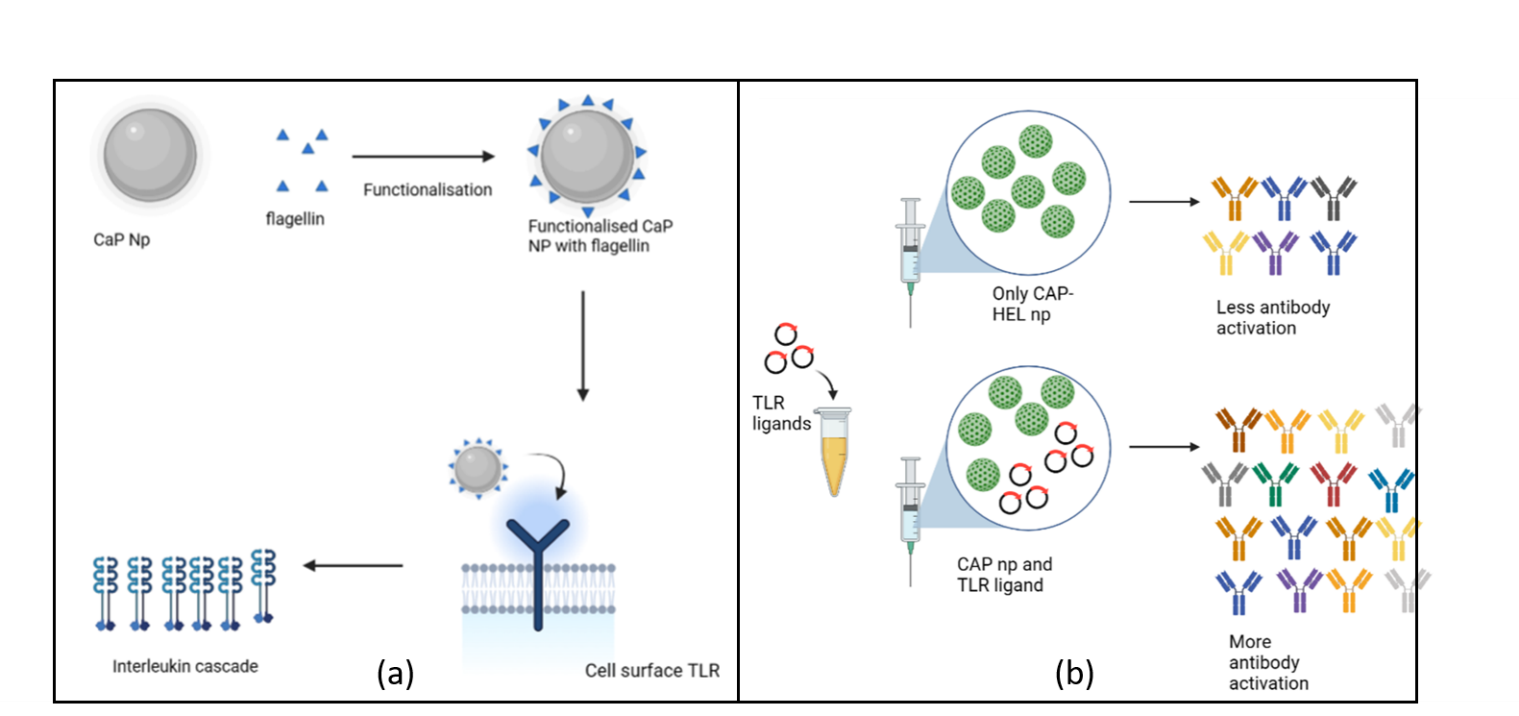 CaP Np
flagellin
Functionalisation
Functionalised CaP
NP with flagellin
Interleukin cascade
Cell surface TLR
(a)
Only CAP-
HEL np
Less antibody
activation
TLR
ligands
CAP np and
TLR ligand
More
antibody
activation
(b)